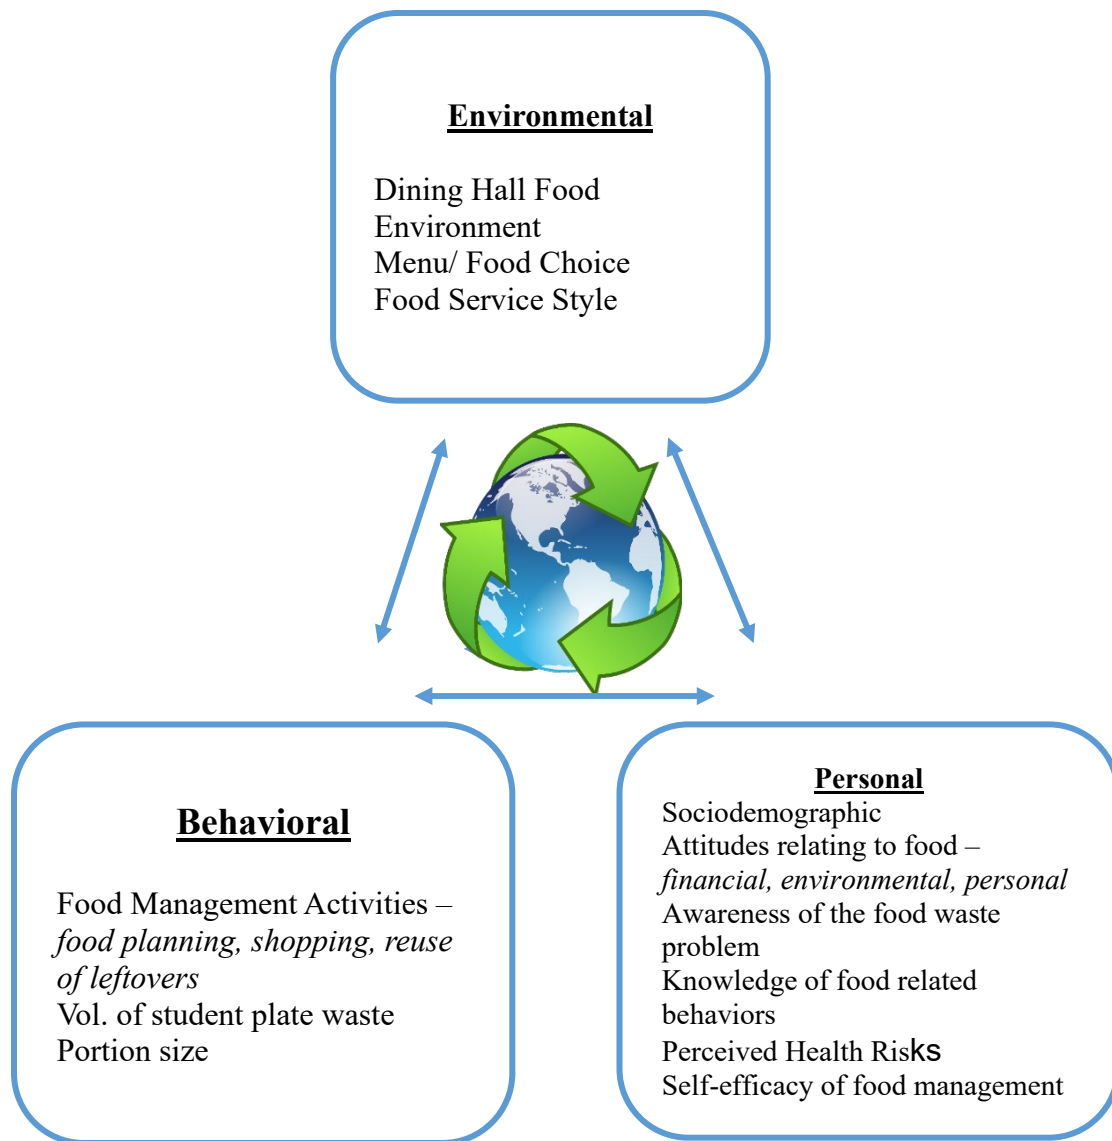 Environmental
Dining Hall Food
Environment
Menu/ Food Choice
Food Service Style
Behavioral
Food Management Activities –
food planning, shopping, reuse
of leftovers
Vol. of student plate waste
Portion size
Personal
Sociodemographic
Attitudes relating to food –
financial, environmental, personal
Awareness of the food waste
problem
Knowledge of food related
behaviors
Perceived Health Risks
Self-efficacy of food management